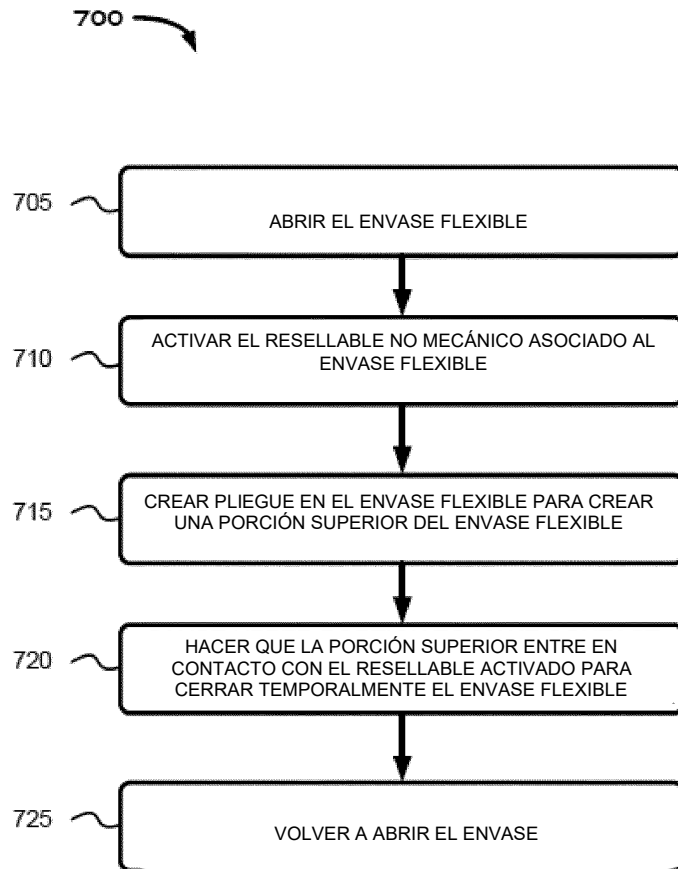 700
705
ABRIR EL ENVASE FLEXIBLE
710
ACTIVAR EL RESELLABLE NO MECÁNICO ASOCIADO AL
ENVASE FLEXIBLE
715
CREAR PLIEGUE EN EL ENVASE FLEXIBLE PARA CREAR
UNA PORCIÓN SUPERIOR DEL ENVASE FLEXIBLE
720
HACER QUE LA PORCIÓN SUPERIOR ENTRE EN
CONTACTO CON EL RESELLABLE ACTIVADO PARA
CERRAR TEMPORALMENTE EL ENVASE FLEXIBLE
725
VOLVER A ABRIR EL ENVASE